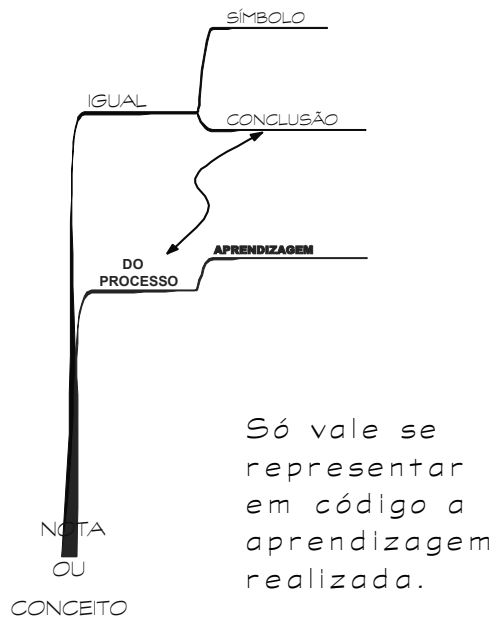 SÍMBOLO
IGUAL
CONCLUSÃO
APRENDIZAGEM
DO
PROCESSO
Só vale se
representar
em código a
aprendizagem
realizada.
NOTA
OU
CONCEITO